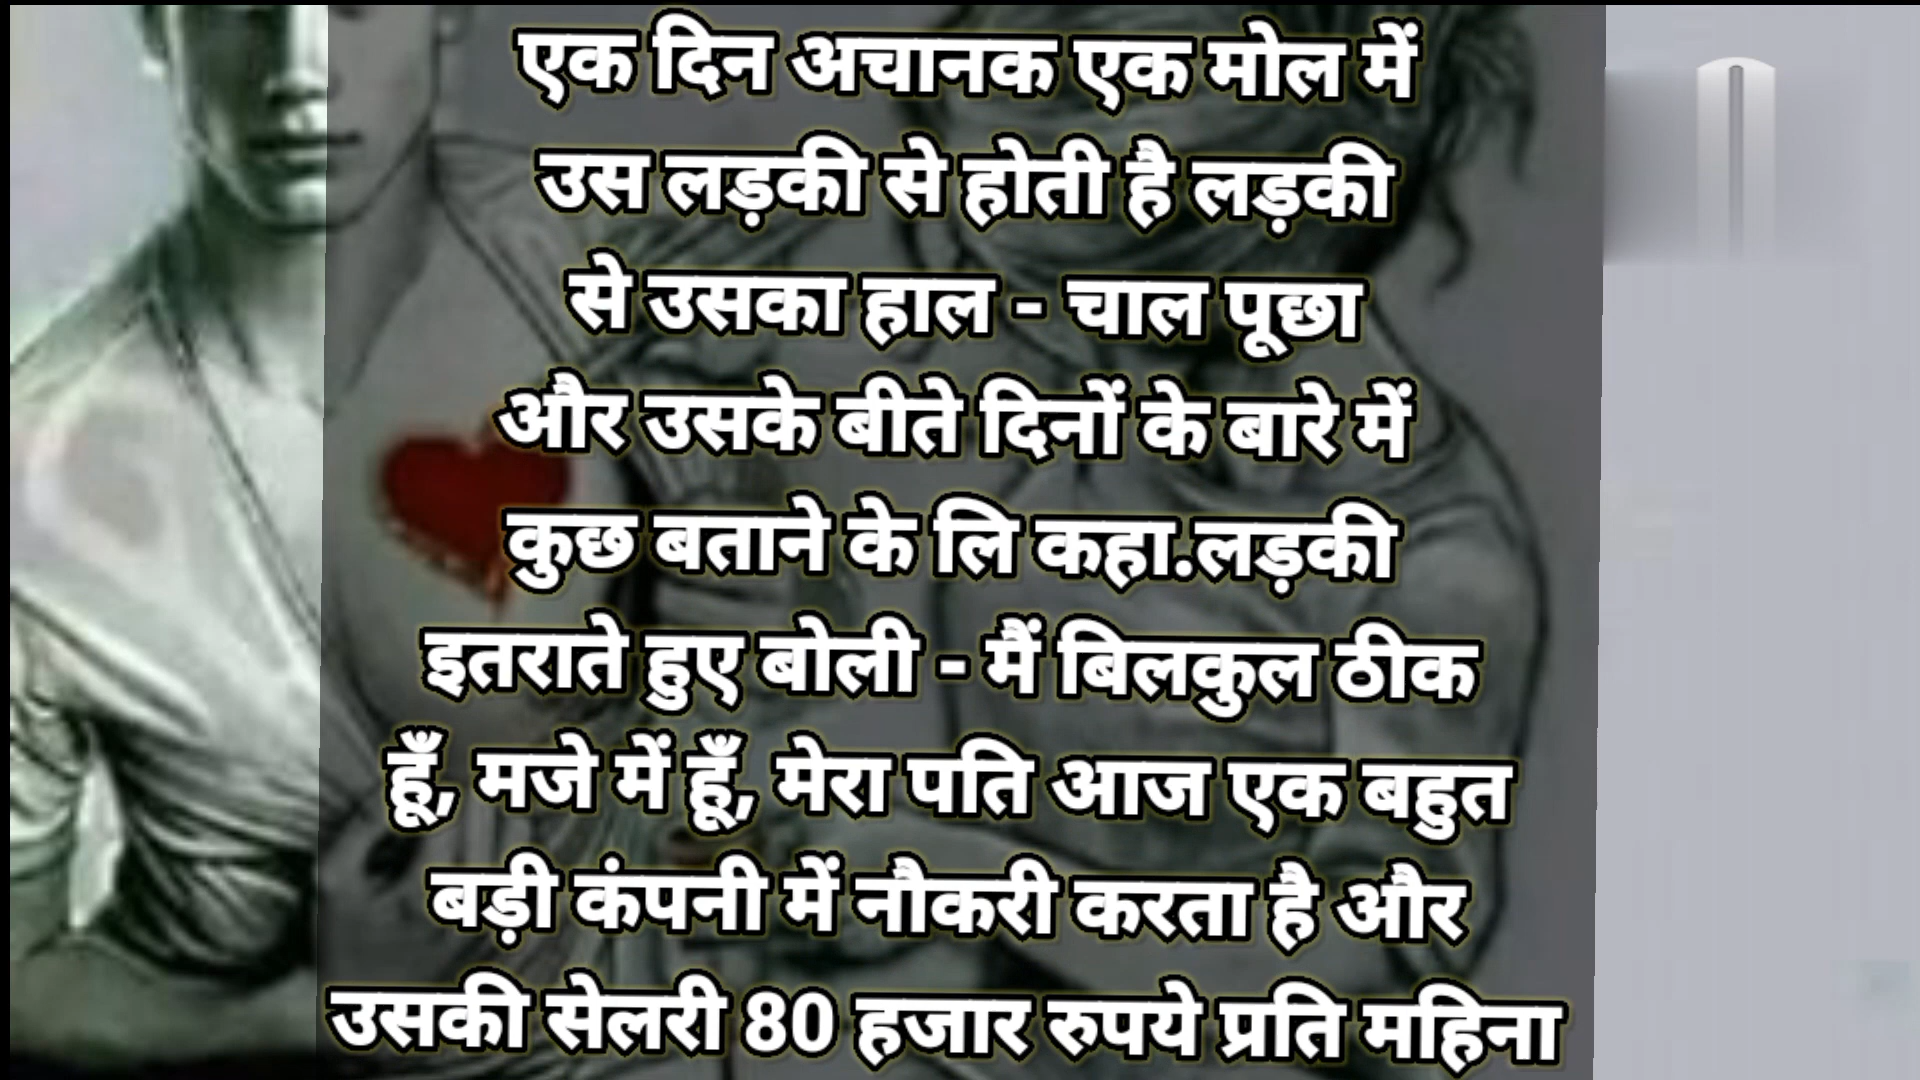 एक दिन अचानक एक मोल में
उस लड़की से होती है लड़की
से उसका हाल - चाल पूछा
और उसके बीते दिनों के बारे में
कुछ बताने के लि कहा.लड़की
इतराते हुए बोली - मैं बिलकुल ठीक
हूँ, मजे में हूँ, मेरा पति आज एक बहुत
बड़ी कंपनी में नौकरी करता है और
उसकी सेलरी 80 हजार रुपये प्रति महिना